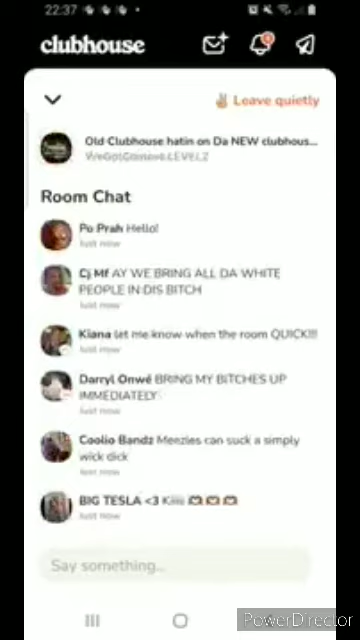 22:37
clubhouse
Leave quietly
Old Clubhouse hatin on Da NEW clubhous...
Room Chat
Po Prah Hello!
Just now
Cj Mf AY WE BRING ALL DA WHITE
PEOPLE IN DIS BITCH
Just now
Kiana let me know when the room QUICK!!!
Just now
Darryl Onwé BRING MY BITCHES UP
IMMEDIATELY
Just now
Coolio Bandz Menzies can suck a simply
wick dick
Just now
BIG TESLA <3
Just now
Say something...
PowerDirector